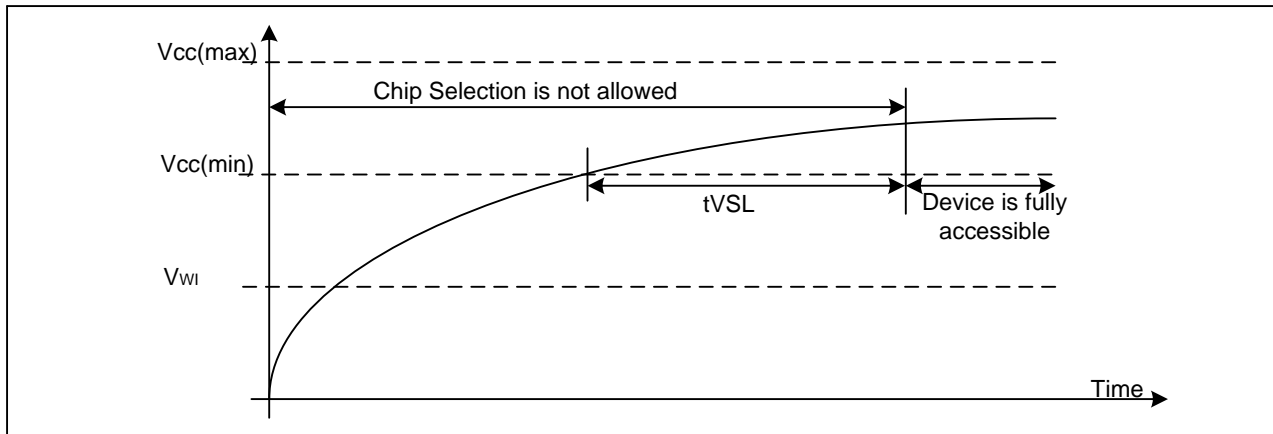 Vcc(max)
Chip Selection is not allowed
Vcc(min)
tVSL
Device is fully
accessible
VWI
Time